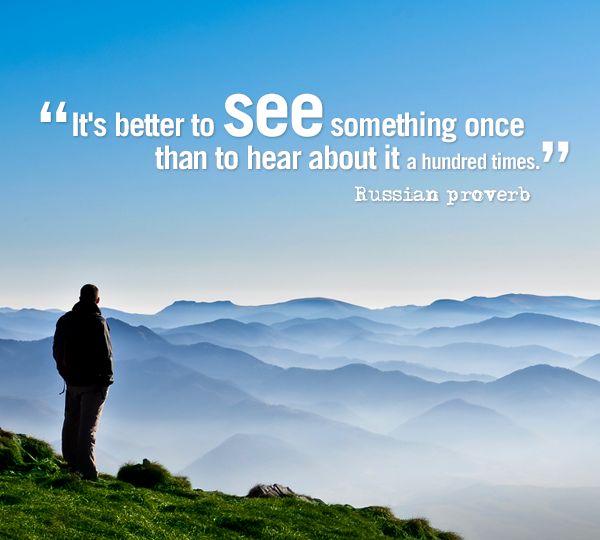 “It's better to see something once
than to hear about it a hundred times.”
Russian proverb